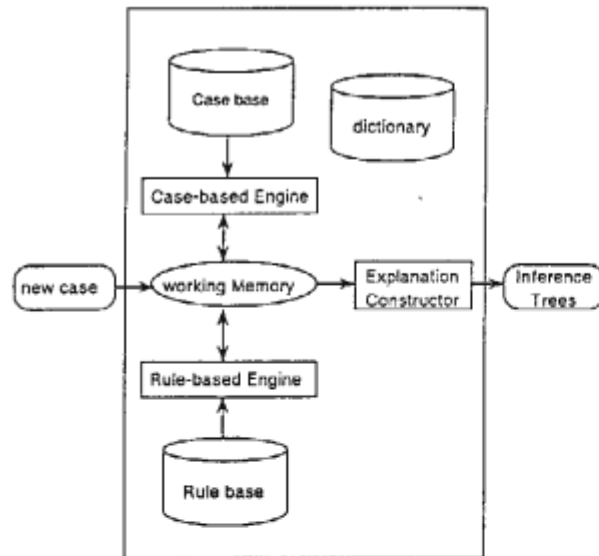 Case base
dictionary
Case-based Engine
new case
working Memory
Explanation
Constructor
Inference
Trees
Rule-based Engine
Rule base